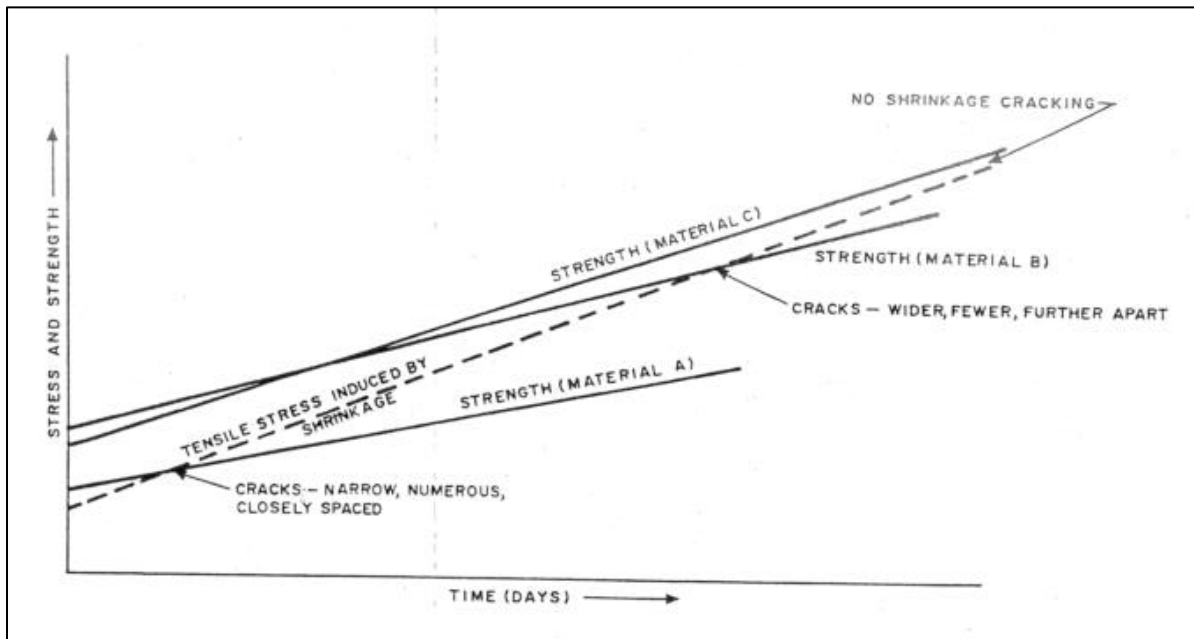 NO SHRINKAGE CRACKING
STRESS AND STRENGTH
STRENGTH (MATERIAL C)
STRENGTH (MATERIAL B)
CRACKS — WIDER, FEWER, FURTHER APART
TENSILE STRESS INDUCED BY
SHRINKAGE
STRENGTH (MATERIAL A)
CRACKS — NARROW, NUMEROUS,
CLOSELY SPACED
TIME (DAYS)